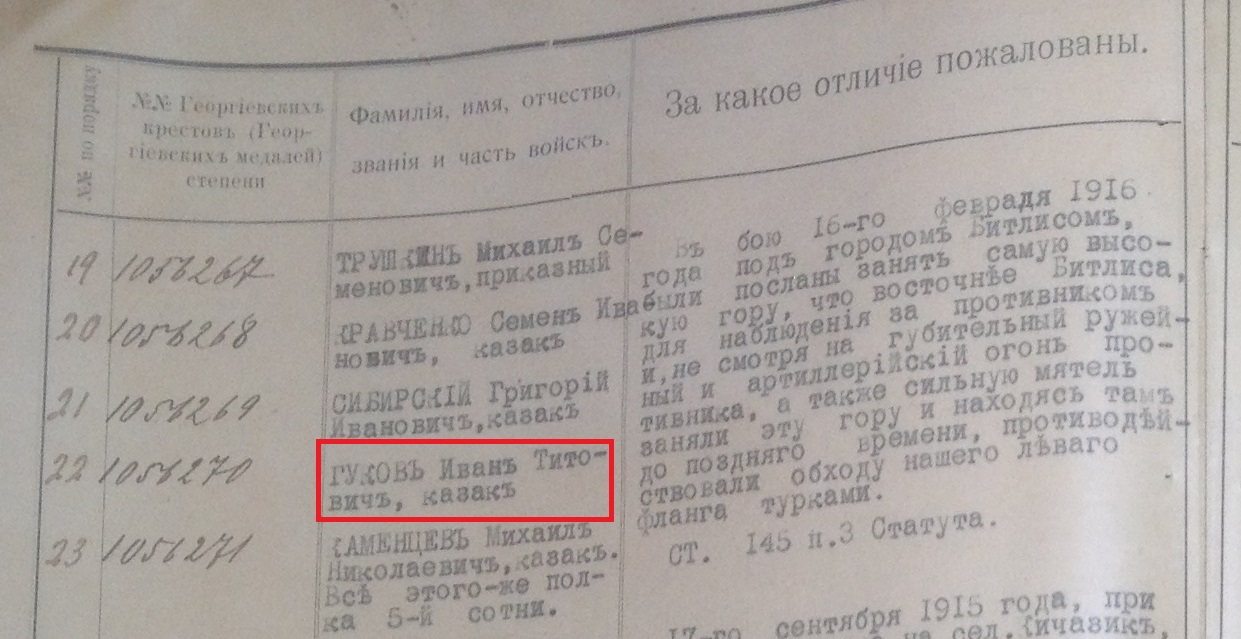 №№ по порядку
№№ Георгіевскихъ
крестовъ (Геор-
гіевскихъ медалей)
степени
Фамилія, имя, отчество,
званія и часть войскъ.
За какое отличіе пожалованы.
19 1056267
ТРУШКИНЪ Михаилъ Се-
меновичъ,приказный
20 1056268
КРАВЧЕНКО Семенъ Ива
новичъ, казакъ
21 1056269
СИБИРСКІЙ Григорій
Ивановичъ,казакъ
22 1056270
ГУКОВЪ Иванъ Тито-
вичъ, казакъ
23 1056271
КАМЕНЦЕВЪ Михаилъ
Николаевичъ,казакъ.
Всѣ этого-же пол-
ка 5-й сотни.
Въ бою 16-го февраля 1916
года подъ городомъ Битлисомъ,
были посланы занять самую высо-
кую гору, что восточнѣе Битлиса,
для наблюденія за противникомъ
и,не смотря на губительный ружей-
ный и артиллерійскій огонь про-
тивника, а также сильную мятель
заняли эту гору и находясь тамъ
до поздняго времени, противодѣй-
ствовали обходу нашего лѣваго
фланга турками.
СТ. 145 п.3 Статута.
17-го сентября 1915 года, при
на сел.